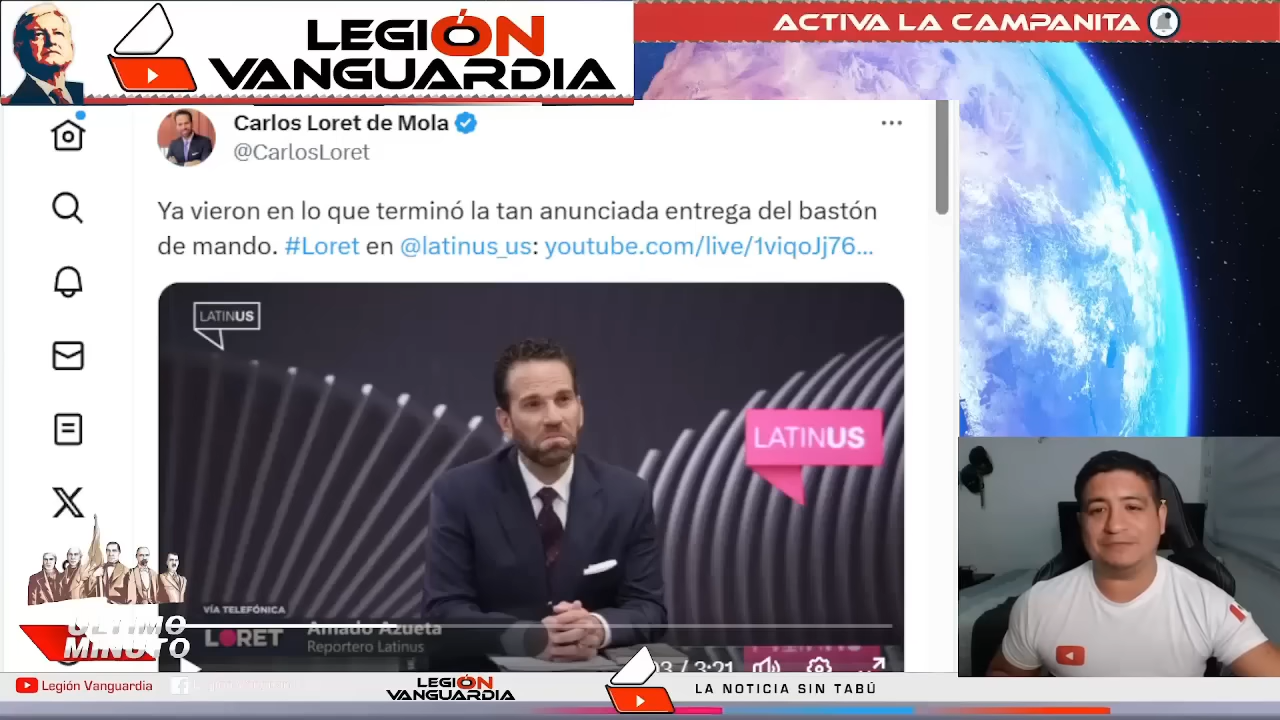 LEGIÓN
VANGUARDIA
ACTIVA LA CAMPANITA
Carlos Loret de Mola
@CarlosLoret
Ya vieron en lo que terminó la tan anunciada entrega del bastón
de mando. #Loret en @latinus_us: youtube.com/live/1viqoJj76...
LATINUS
LATINUS
VÍA TELEFÓNICA
LORET
Amado Azueta
Reportero Latinus
/ 3:21
ÚLTIMO
MINUTO
Legión Vanguardia
LEGIÓN
VANGUARDIA
LA NOTICIA SIN TABÚ